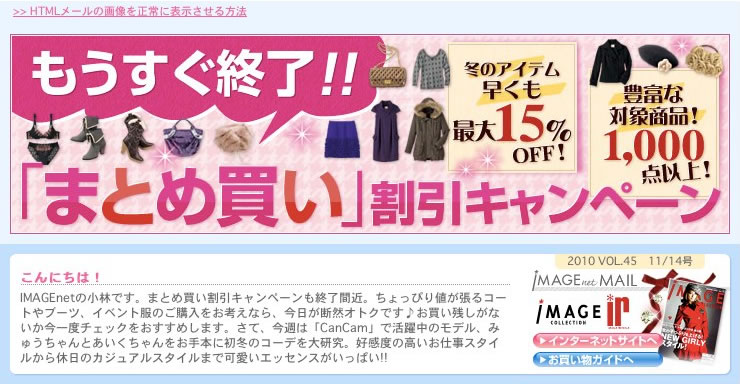 >> HTMLメールの画像を正常に表示させる方法
もうすぐ終了!!
冬のアイテム
早くも
最大15%
OFF!
豊富な
対象商品!
1,000
点以上!
「まとめ買い」割引キャンペーン
2010 VOL.45 11/14号
こんにちは！
IMAGEnetの小林です。まとめ買い割引キャンペーンも終了間近。ちょっぴり値が張るコー
トやブーツ、イベント服のご購入をお考えなら、今日が断然オトクです♪お買い残しがな
いか今一度チェックをおすすめします。さて、今週は「CanCam」で活躍中のモデル、み
ゅうちゃんとあいくちゃんをお手本に初冬のコーデを大研究。好感度の高いお仕事スタイ
ルから休日のカジュアルスタイルまで可愛いエッセンスがいっぱい!!
iMAGEnet MAIL
iMAGE
COLLECTION
IMAGE
NEW GIRLY
スタイル!
インターネットサイトへ
お買い物ガイドへ